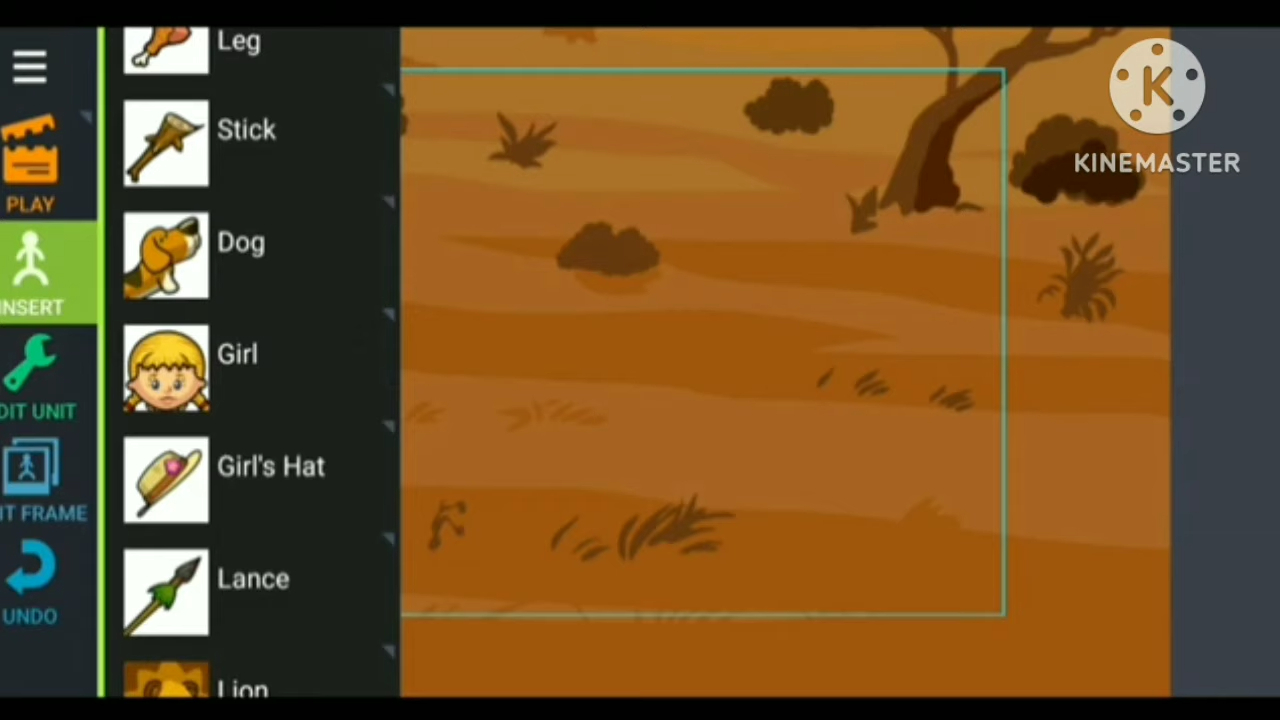 Leg
Stick
PLAY
Dog
INSERT
Girl
DIT UNIT
Girl's Hat
IT FRAME
Lance
UNDO
Lion
K
KINEMASTER